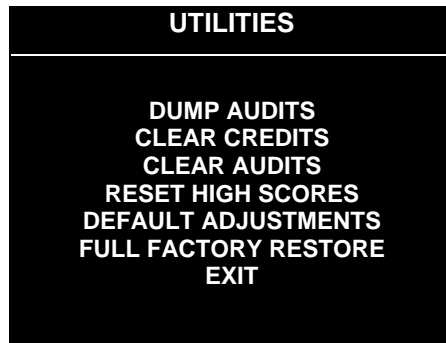 UTILITIES
DUMP AUDITS
CLEAR CREDITS
CLEAR AUDITS
RESET HIGH SCORES
DEFAULT ADJUSTMENTS
FULL FACTORY RESTORE
EXIT